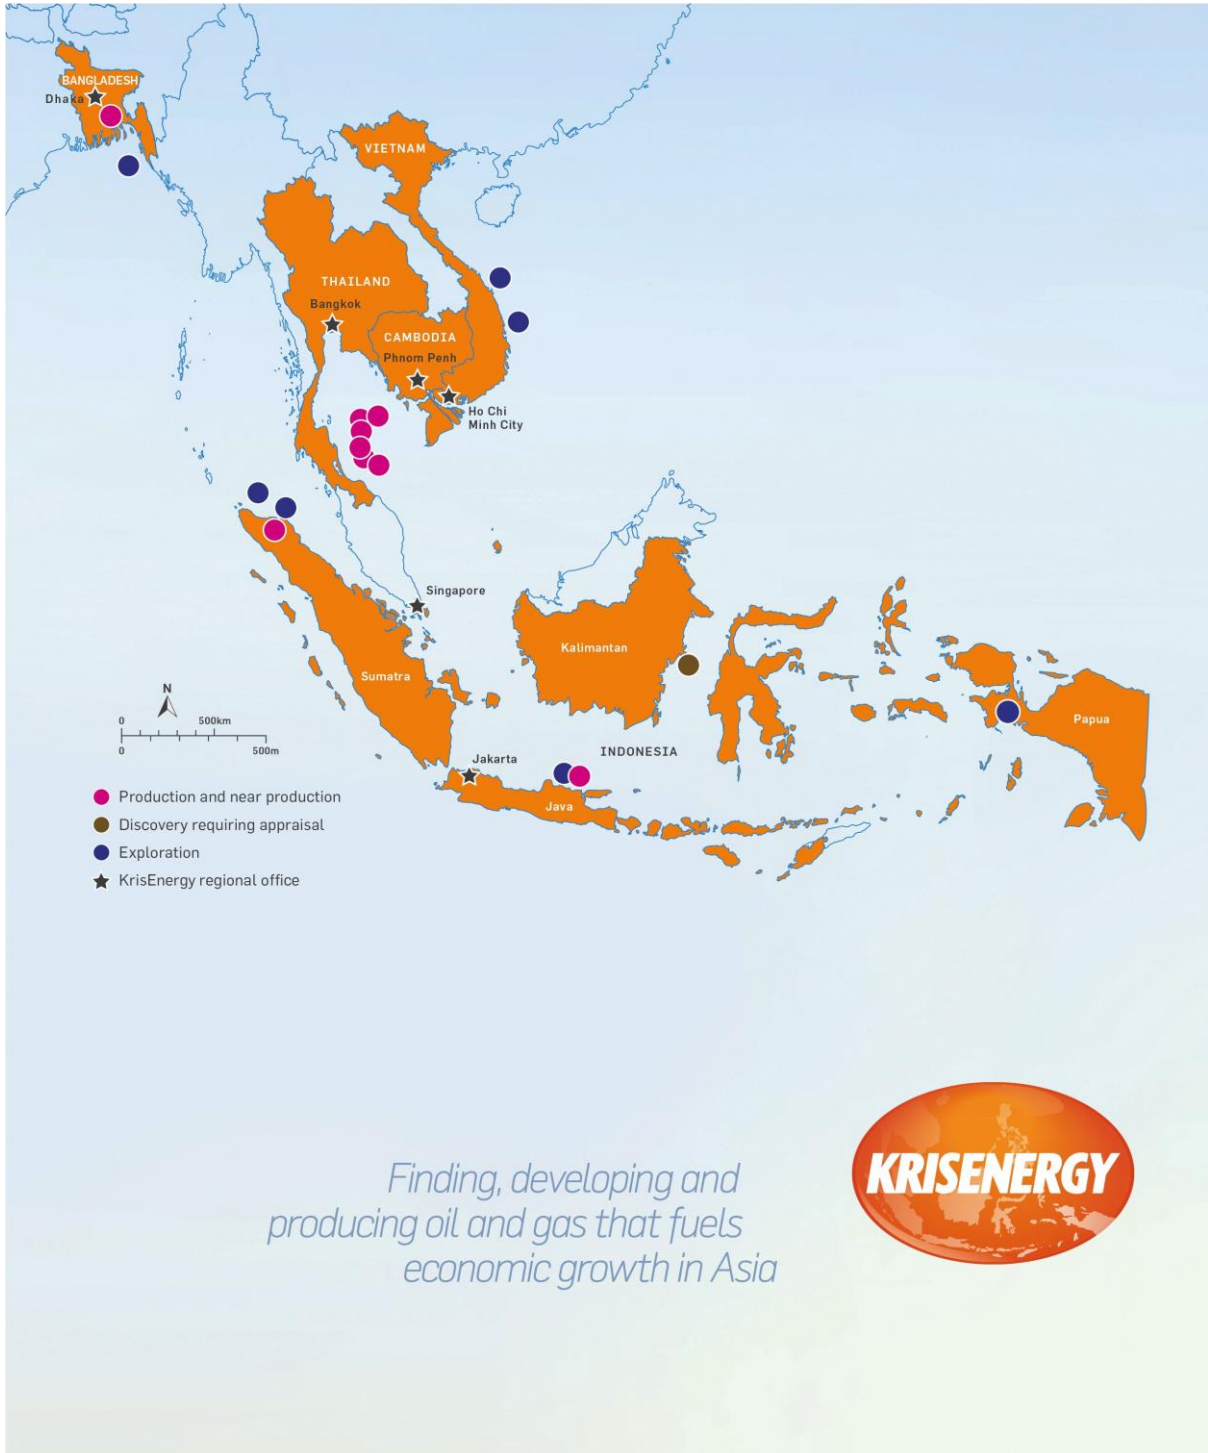 BANGLADESH
Dhaka
VIETNAM
THAILAND
Bangkok
CAMBODIA
Phnom Penh
Ho Chi
Minh City
Singapore
Kalimantan
Sumatra
Papua
N
0 500km
0 500m
INDONESIA
Jakarta
Java
Production and near production
Discovery requiring appraisal
Exploration
KrisEnergy regional office
KRISENERGY
Finding, developing and
producing oil and gas that fuels
economic growth in Asia